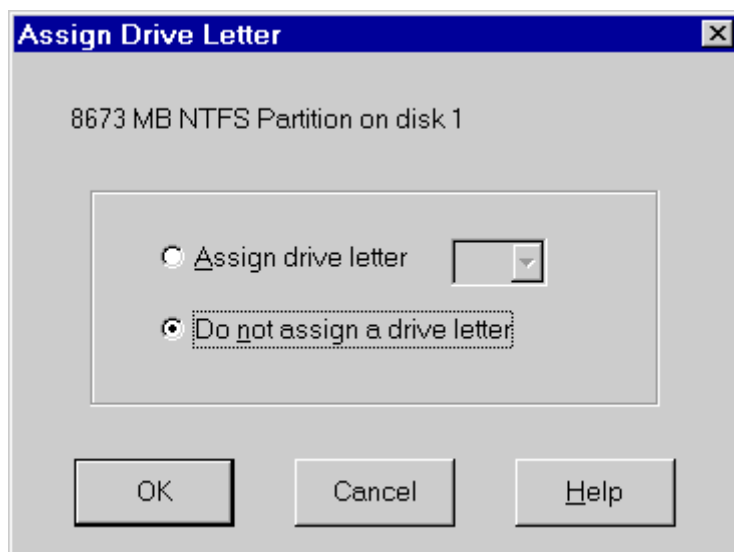 Assign Drive Letter
8673 MB NTFS Partition on disk 1
Assign drive letter
Do not assign a drive letter
OK Cancel Help